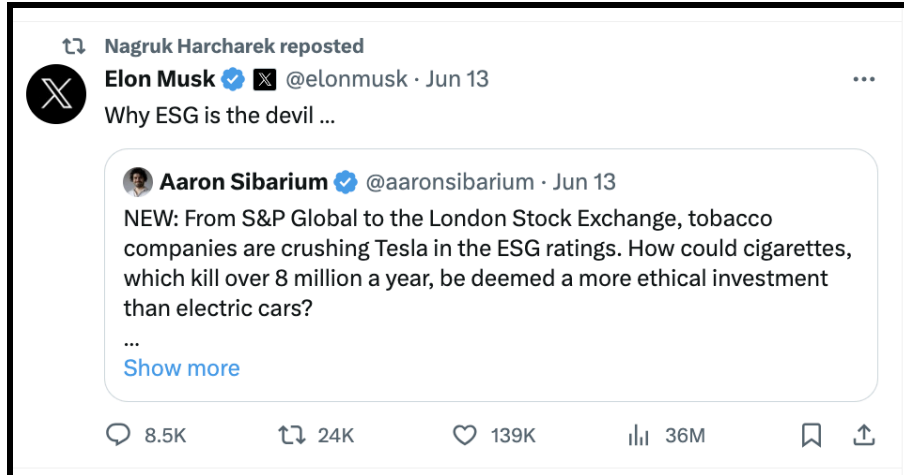 Nagruk Harcharek reposted
Elon Musk @elonmusk · Jun 13
Why ESG is the devil ...
Aaron Sibarium @aaronsibarium · Jun 13
NEW: From S&P Global to the London Stock Exchange, tobacco
companies are crushing Tesla in the ESG ratings. How could cigarettes,
which kill over 8 million a year, be deemed a more ethical investment
than electric cars?
...
Show more
8.5K 24K 139K 36M